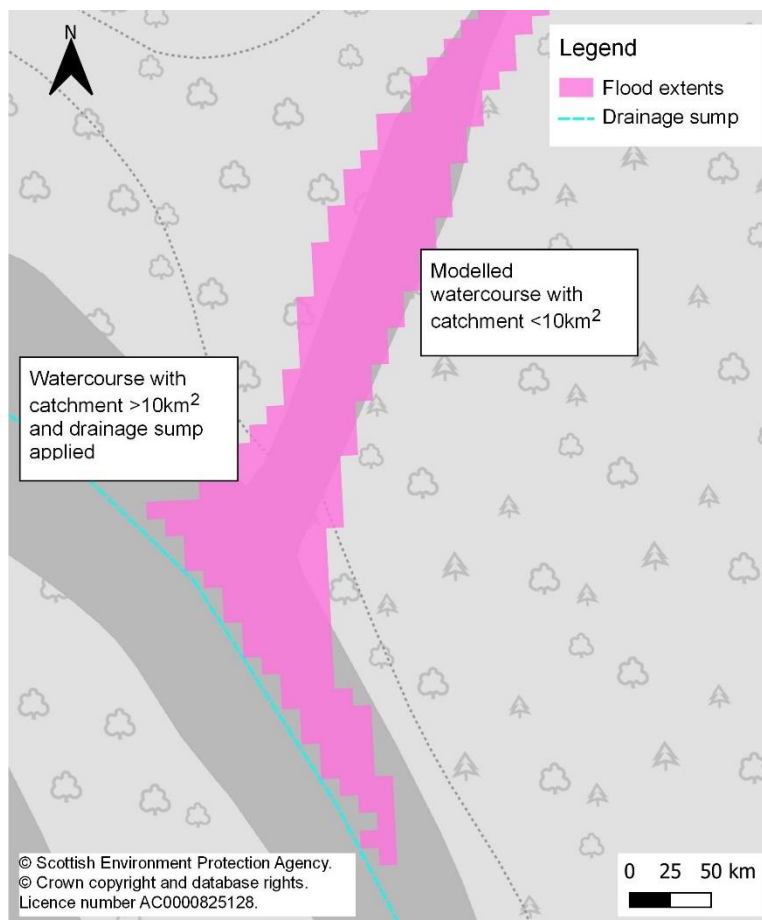 N
Legend
Flood extents
Drainage sump
Modelled
watercourse with
catchment <10km²
Watercourse with
catchment >10km²
and drainage sump
applied
© Scottish Environment Protection Agency.
© Crown copyright and database rights.
Licence number AC0000825128.
0 25 50 km